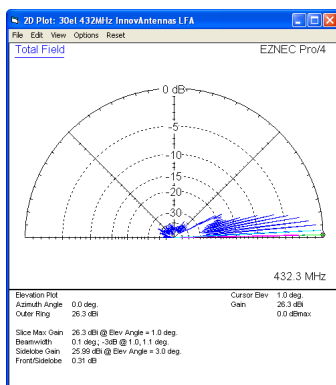 2D Plot: 30el 432MHz InnovAntennas LFA
File Edit View Options Reset
Total Field
EZNEC Pro/4
0 dB
-5
-10
-15
-20
-30
432.3 MHz
Elevation Plot
Azimuth Angle 0.0 deg.
Outer Ring 26.3 dBi
Cursor Elev 1.0 deg.
Gain 26.3 dBi
0.0 dBmax
Slice Max Gain 26.3 dBi @ Elev Angle = 1.0 deg.
Beamwidth 0.1 deg.; -3dB @ 1.0, 1.1 deg.
Sidelobe Gain 25.99 dBi @ Elev Angle = 3.0 deg.
Front/Sidelobe 0.31 dB